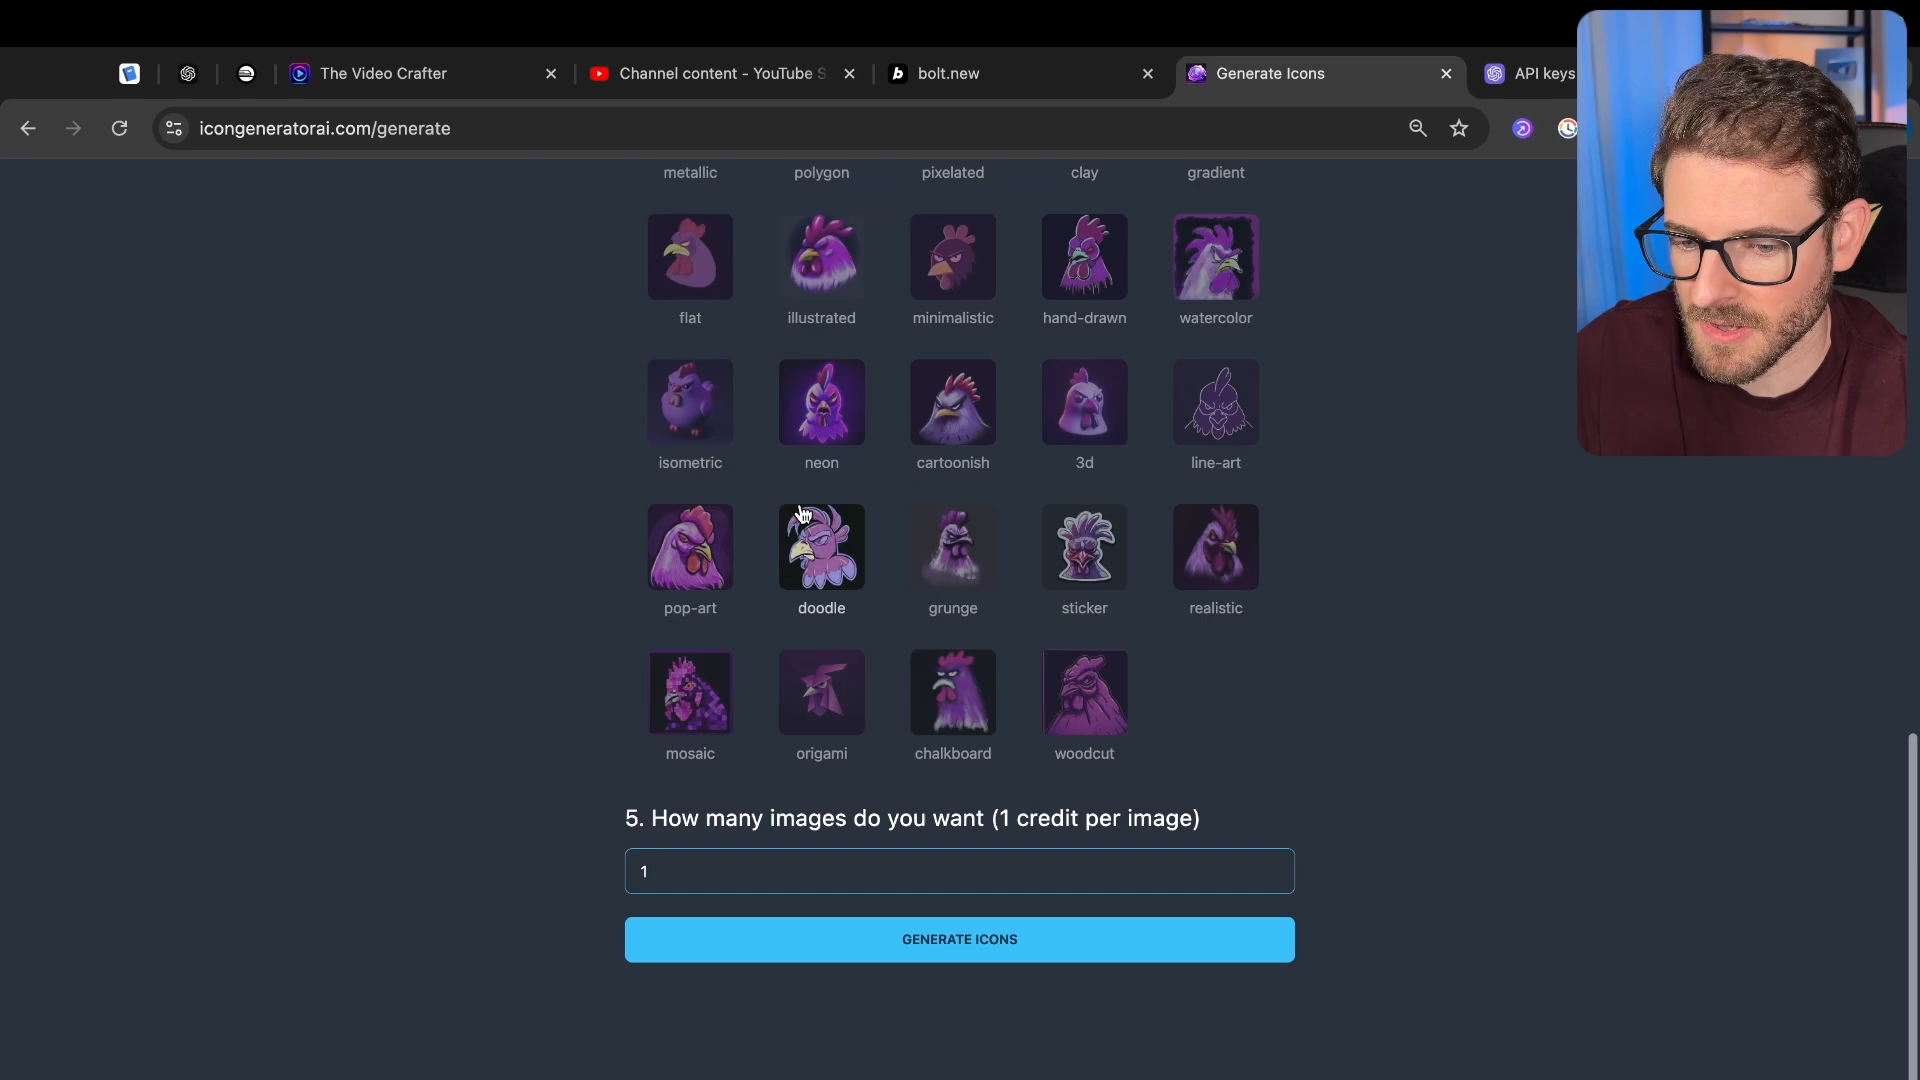 The Video Crafter
Channel content - YouTube S
bolt.new
Generate Icons
API keys
icongeneratorai.com/generate
metallic polygon pixelated clay gradient
flat illustrated minimalistic hand-drawn watercolor
isometric neon cartoonish 3d line-art
pop-art doodle grunge sticker realistic
mosaic origami chalkboard woodcut
5. How many images do you want (1 credit per image)
1
GENERATE ICONS